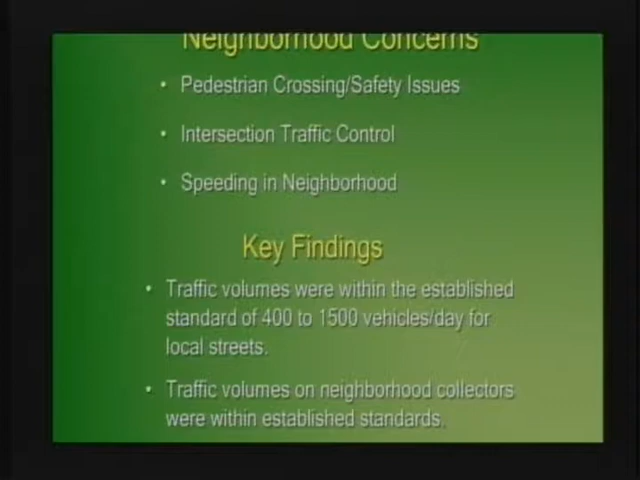 Neighborhood Concerns
• Pedestrian Crossing/Safety Issues
• Intersection Traffic Control
• Speeding in Neighborhood
Key Findings
• Traffic volumes were within the established
standard of 400 to 1500 vehicles/day for
local streets.
• Traffic volumes on neighborhood collectors
were within established standards.